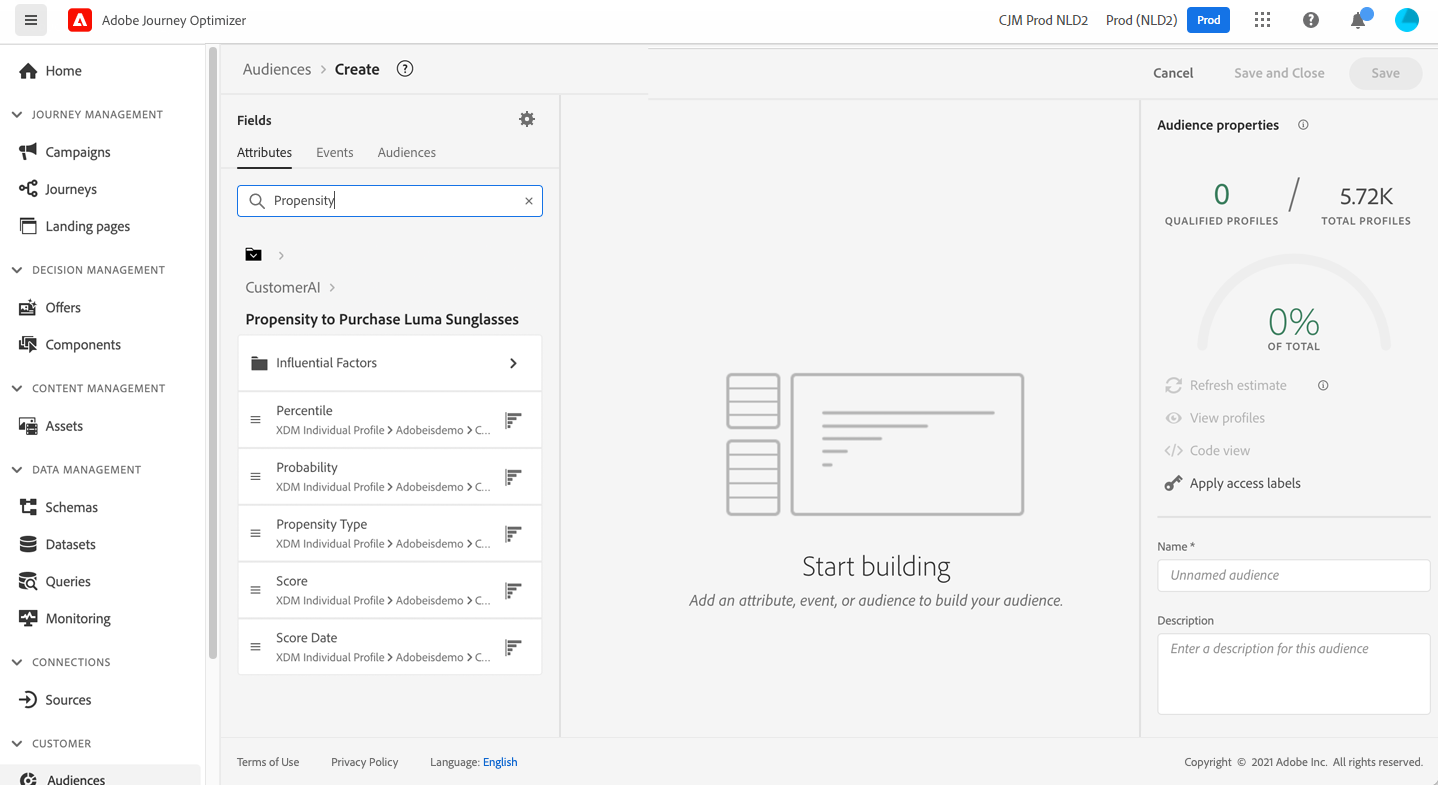 Adobe Journey Optimizer
CJM Prod NLD2
Prod (NLD2)
Prod
Home
JOURNEY MANAGEMENT
Campaigns
Journeys
Landing pages
DECISION MANAGEMENT
Offers
Components
CONTENT MANAGEMENT
Assets
DATA MANAGEMENT
Schemas
Datasets
Queries
Monitoring
CONNECTIONS
Sources
CUSTOMER
Audiences
Audiences > Create
Cancel
Save and Close
Save
Fields
Attributes
Events
Audiences
Propensity
CustomerAI
Propensity to Purchase Luma Sunglasses
Influential Factors
Percentile
XDM Individual Profile > Adobeisdemo > C...
Probability
XDM Individual Profile > Adobeisdemo > C...
Propensity Type
XDM Individual Profile > Adobeisdemo > C...
Score
XDM Individual Profile > Adobeisdemo > C...
Score Date
XDM Individual Profile > Adobeisdemo > C...
Start building
Add an attribute, event, or audience to build your audience.
Audience properties
0 / 5.72K
QUALIFIED PROFILES
TOTAL PROFILES
0%
OF TOTAL
Refresh estimate
View profiles
Code view
Apply access labels
Name *
Unnamed audience
Description
Enter a description for this audience
Terms of Use
Privacy Policy
Language: English
Copyright © 2021 Adobe Inc. All rights reserved.